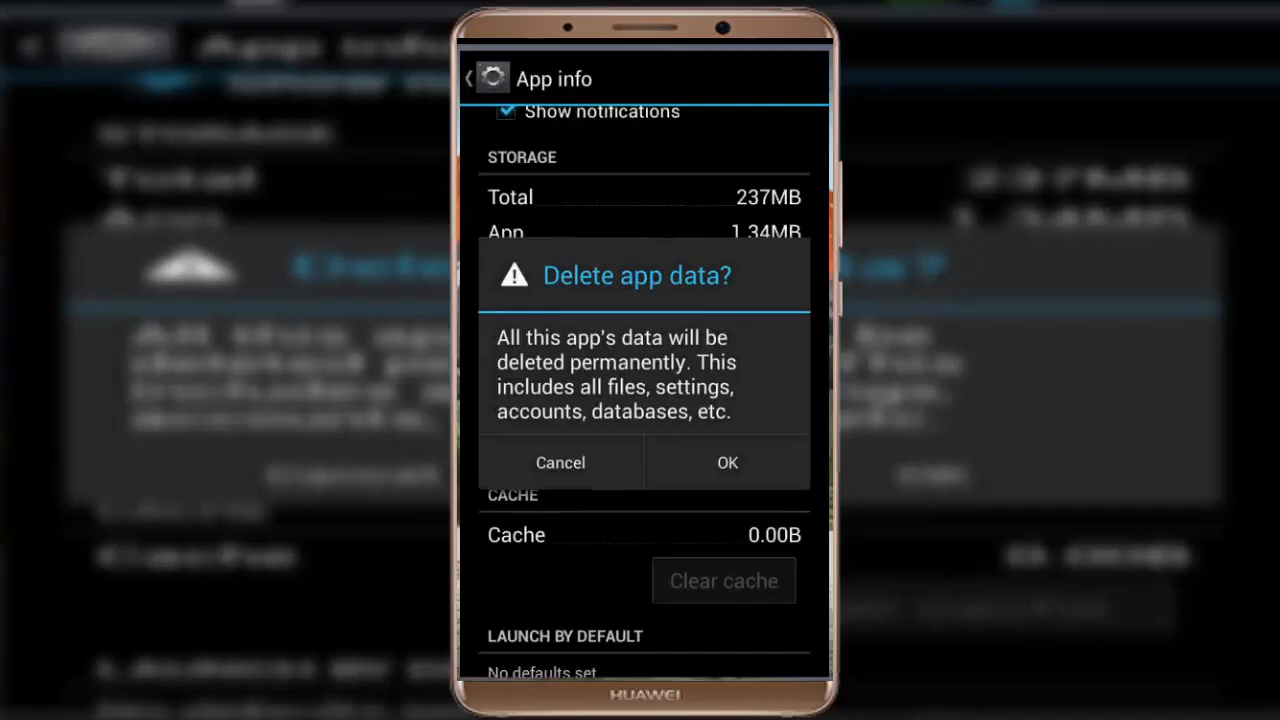 App info
Show notifications
STORAGE
Total 237MB
App 1.34MB
Delete app data?
All this app's data will be
deleted permanently. This
includes all files, settings,
accounts, databases, etc.
Cancel OK
CACHE
Cache 0.00B
Clear cache
LAUNCH BY DEFAULT
No defaults set
HUAWEI